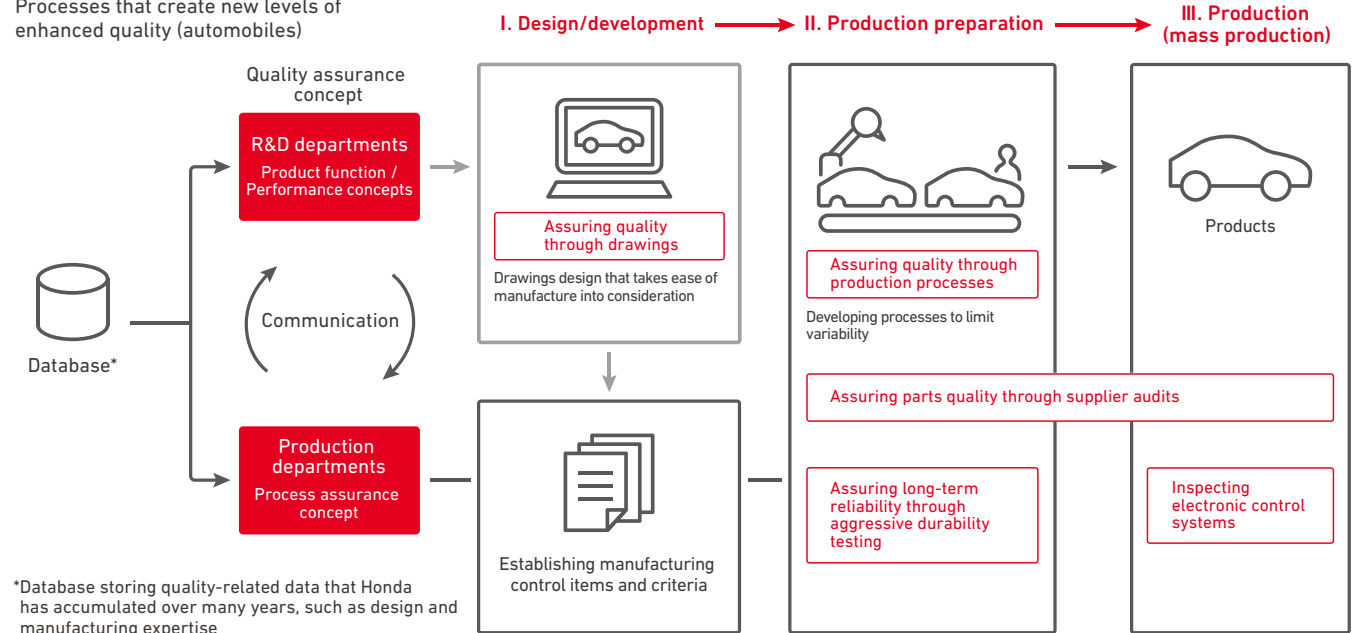 Processes that create new levels of
enhanced quality (automobiles)
I. Design/development
II. Production preparation
III. Production
(mass production)
Quality assurance
concept
R&D departments
Product function /
Performance concepts
Assuring quality
through drawings
Drawings design that takes ease of
manufacture into consideration
Assuring quality through
production processes
Developing processes to limit
variability
Products
Communication
Database*
Assuring parts quality through supplier audits
Production
departments
Process assurance
concept
Establishing manufacturing
control items and criteria
Assuring long-term
reliability through
aggressive durability
testing
Inspecting
electronic control
systems
*Database storing quality-related data that Honda
has accumulated over many years, such as design and
manufacturing expertise